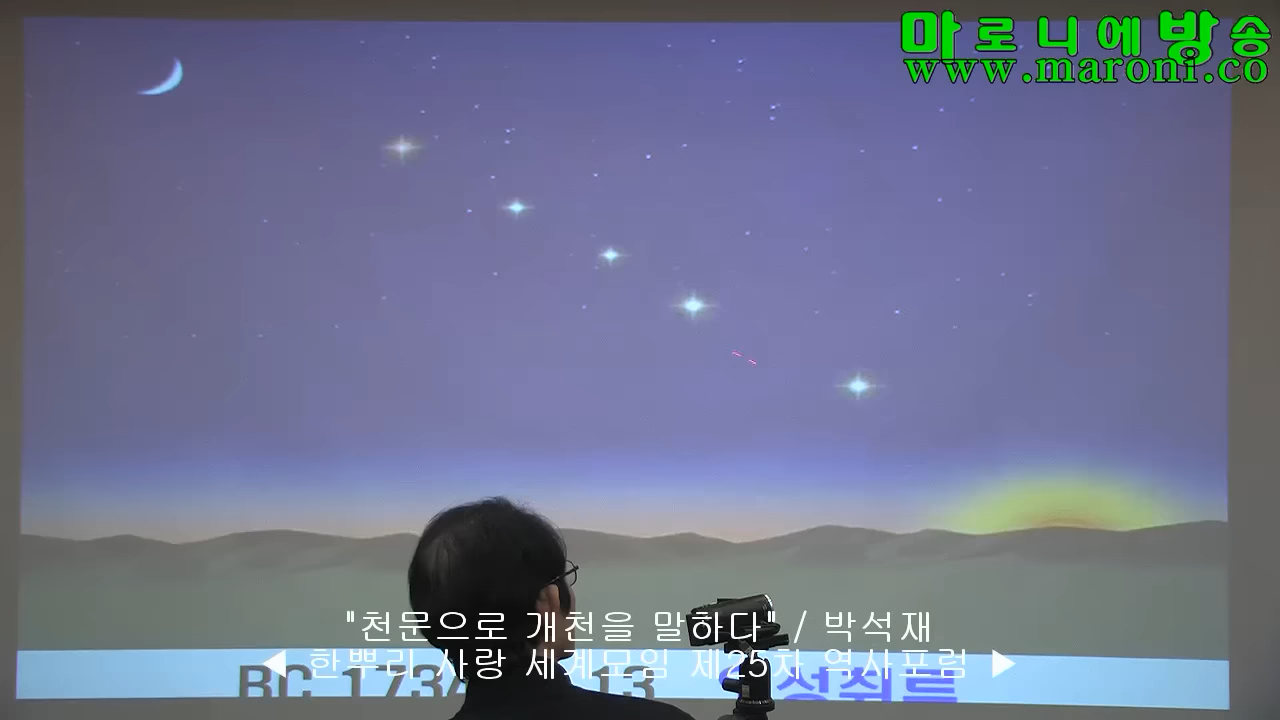 마로니에방송
www.maroni.co
"천문으로 개천을 말하다" / 박석재
◀ 한뿌리 사랑 세계모임 제25차 역사포럼 ▶
BC